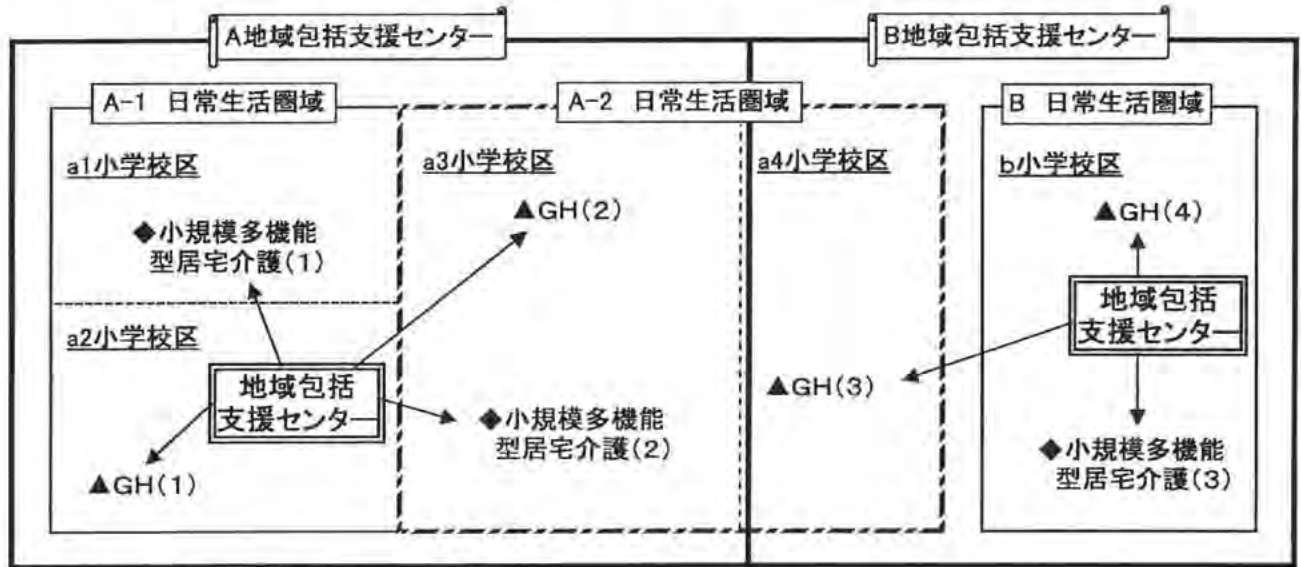 A地域包括支援センター
B地域包括支援センター
A-1 日常生活圏域
A-2 日常生活圏域
B 日常生活圏域
a1小学校区
◆小規模多機能
型居宅介護(1)
a2小学校区
地域包括
支援センター
▲GH(1)
a3小学校区
▲GH(2)
◆小規模多機能
型居宅介護(2)
a4小学校区
▲GH(3)
b小学校区
▲GH(4)
地域包括
支援センター
◆小規模多機能
型居宅介護(3)